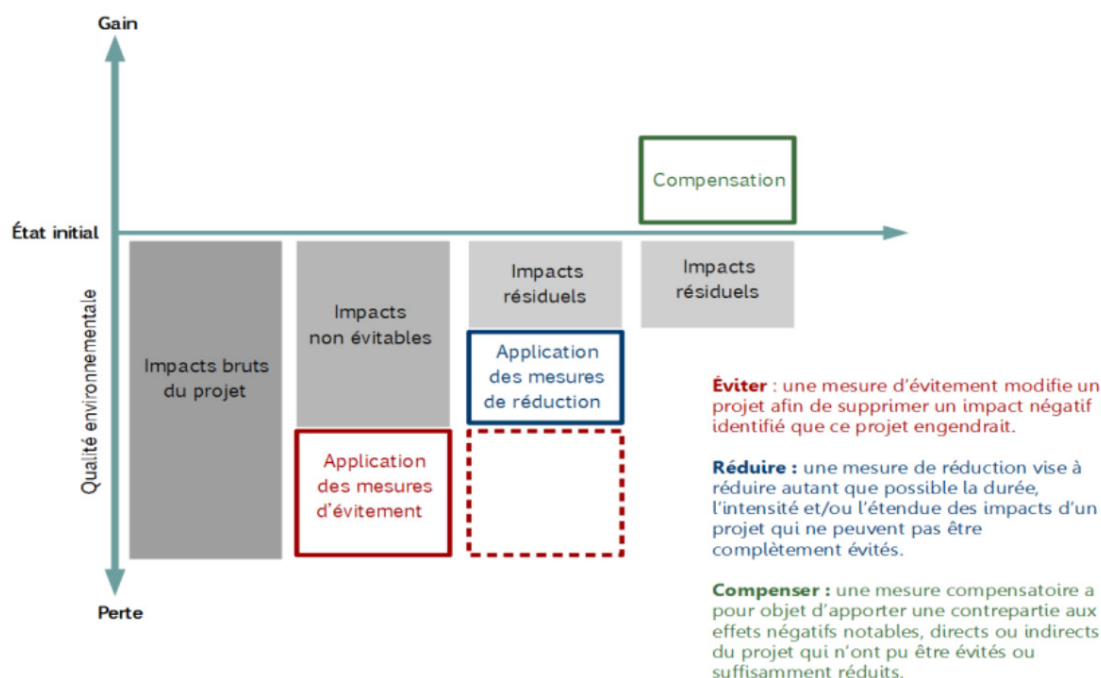 Gain
Compensation
État initial
Qualité environnementale
Impacts bruts
du projet
Impacts
non évitables
Application
des mesures
d'évitement
Impacts
résiduels
Application
des mesures
de réduction
Impacts
résiduels
Perte
Éviter : une mesure d'évitement modifie un
projet afin de supprimer un impact négatif
identifié que ce projet engendrait.
Réduire : une mesure de réduction vise à
réduire autant que possible la durée,
l'intensité et/ou l'étendue des impacts d'un
projet qui ne peuvent pas être
complètement évités.
Compenser : une mesure compensatoire a
pour objet d'apporter une contrepartie aux
effets négatifs notables, directs ou indirects
du projet qui n'ont pu être évités ou
suffisamment réduits.